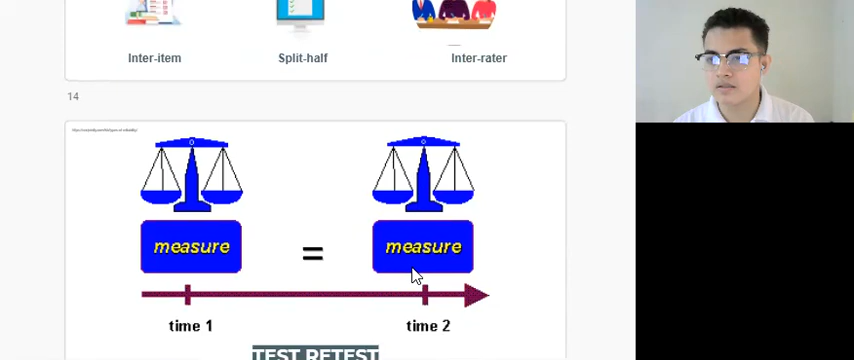 Inter-item Split-half Inter-rater
14
measure = measure
time 1 time 2
TEST RETEST